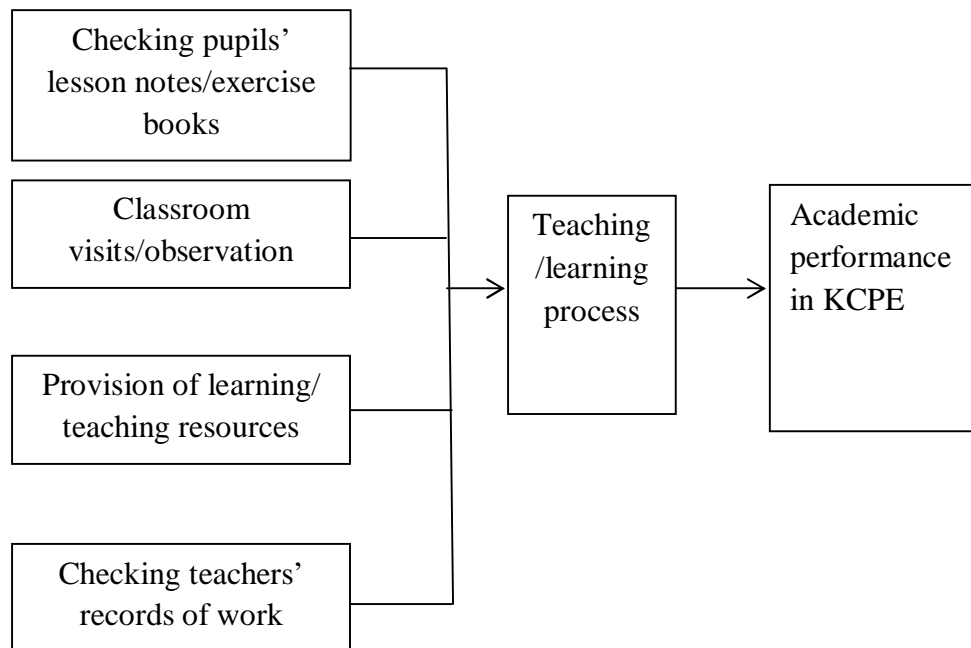 Checking pupils’
lesson notes/exercise
books
Classroom
visits/observation
Provision of learning/
teaching resources
Checking teachers’
records of work
Teaching
/learning
process
Academic
performance
in KCPE